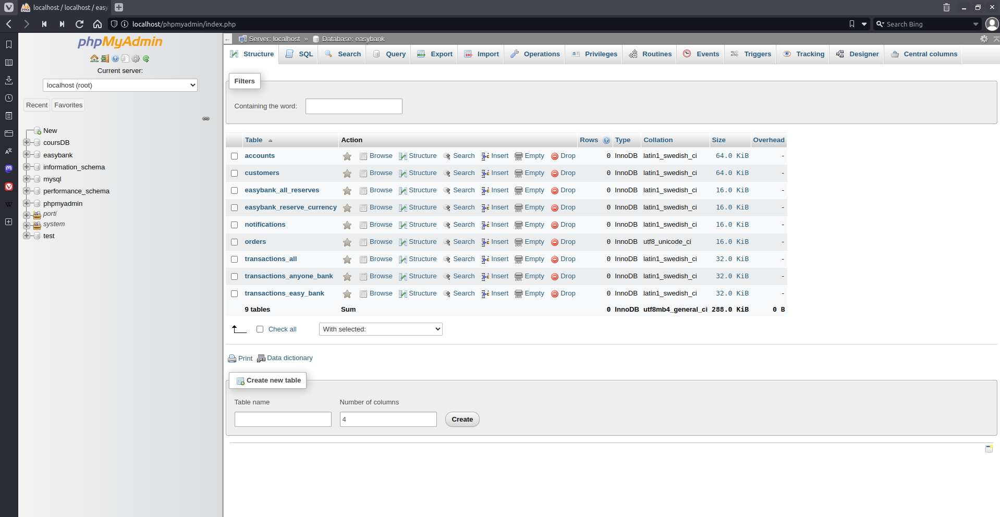 localhost / localhost / easy
localhost/phpmyadmin/index.php
Search Bing
phpMyAdmin
Current server:
localhost (root)
Recent Favorites
New
coursDB
easybank
information_schema
mysql
performance_schema
phpmyadmin
porti
system
test
Server: localhost » Database: easybank
Structure SQL Search Query Export Import Operations Privileges Routines Events Triggers Tracking Designer Central columns
Filters
Containing the word:
Table Action Rows Type Collation Size Overhead
accounts Browse Structure Search Insert Empty Drop 0 InnoDB latin1_swedish_ci 64.0 KiB -
customers Browse Structure Search Insert Empty Drop 0 InnoDB latin1_swedish_ci 64.0 KiB -
easybank_all_reserves Browse Structure Search Insert Empty Drop 0 InnoDB latin1_swedish_ci 16.0 KiB -
easybank_reserve_currency Browse Structure Search Insert Empty Drop 0 InnoDB latin1_swedish_ci 16.0 KiB -
notifications Browse Structure Search Insert Empty Drop 0 InnoDB latin1_swedish_ci 16.0 KiB -
orders Browse Structure Search Insert Empty Drop 0 InnoDB utf8_unicode_ci 16.0 KiB -
transactions_all Browse Structure Search Insert Empty Drop 0 InnoDB latin1_swedish_ci 32.0 KiB -
transactions_anyone_bank Browse Structure Search Insert Empty Drop 0 InnoDB latin1_swedish_ci 32.0 KiB -
transactions_easy_bank Browse Structure Search Insert Empty Drop 0 InnoDB latin1_swedish_ci 32.0 KiB -
9 tables Sum 0 InnoDB utf8mb4_general_ci 288.0 KiB 0 B
Check all With selected:
Print Data dictionary
Create new table
Table name Number of columns
4 Create